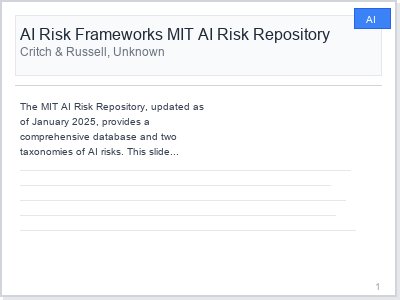 AI
AI Risk Frameworks MIT AI Risk Repository
Critch & Russell, Unknown
The MIT AI Risk Repository, updated as
of January 2025, provides a
comprehensive database and two
taxonomies of AI risks. This slide...
1